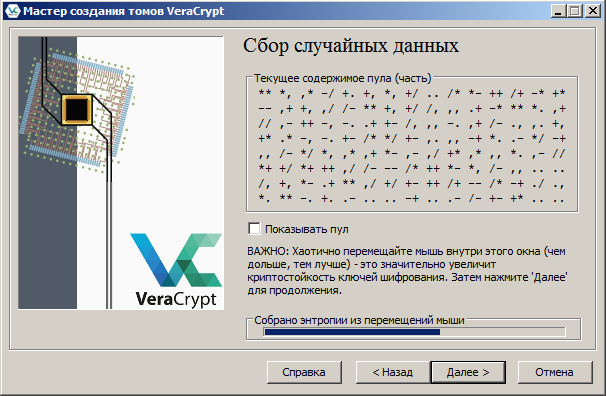 Мастер создания томов VeraCrypt
Сбор случайных данных
Текущее содержимое пула (часть)
** *, ,* -/ +. +, *, +/ .. /* *- ++ /+ -* +*
-- ,+ +, ,/ /- ** +, +/ /, ,, .+ -* ** *. ,+
// ,- ++ -, -. .+ +- /, ,, -. ,+ /- ., ,. +,
+* .* -, -. +- /* */ +- ,. ,, -+ *. .- */ -+
,, /- */ *, ,* ,+ *- ,- ,/ +* ,* ,, *. ,- //
*+ +/ *+ ++ ,/ /- -- /* ++ *- *, /- ,, .. ..
/, +, *- .+ ** ,/ +/ +- ++ /+ -- /* -+ ./ .,
*. ** -. +. .- .. .. -+ .. .- /- +- +* .. ..
Показывать пул
ВАЖНО: Хаотично перемещайте мышь внутри этого окна (чем
дольше, тем лучше) - это значительно увеличит
криптостойкость ключей шифрования. Затем нажмите 'Далее'
для продолжения.
VeraCrypt
Собрано энтропии из перемещений мыши
Справка
< Назад
Далее >
Отмена